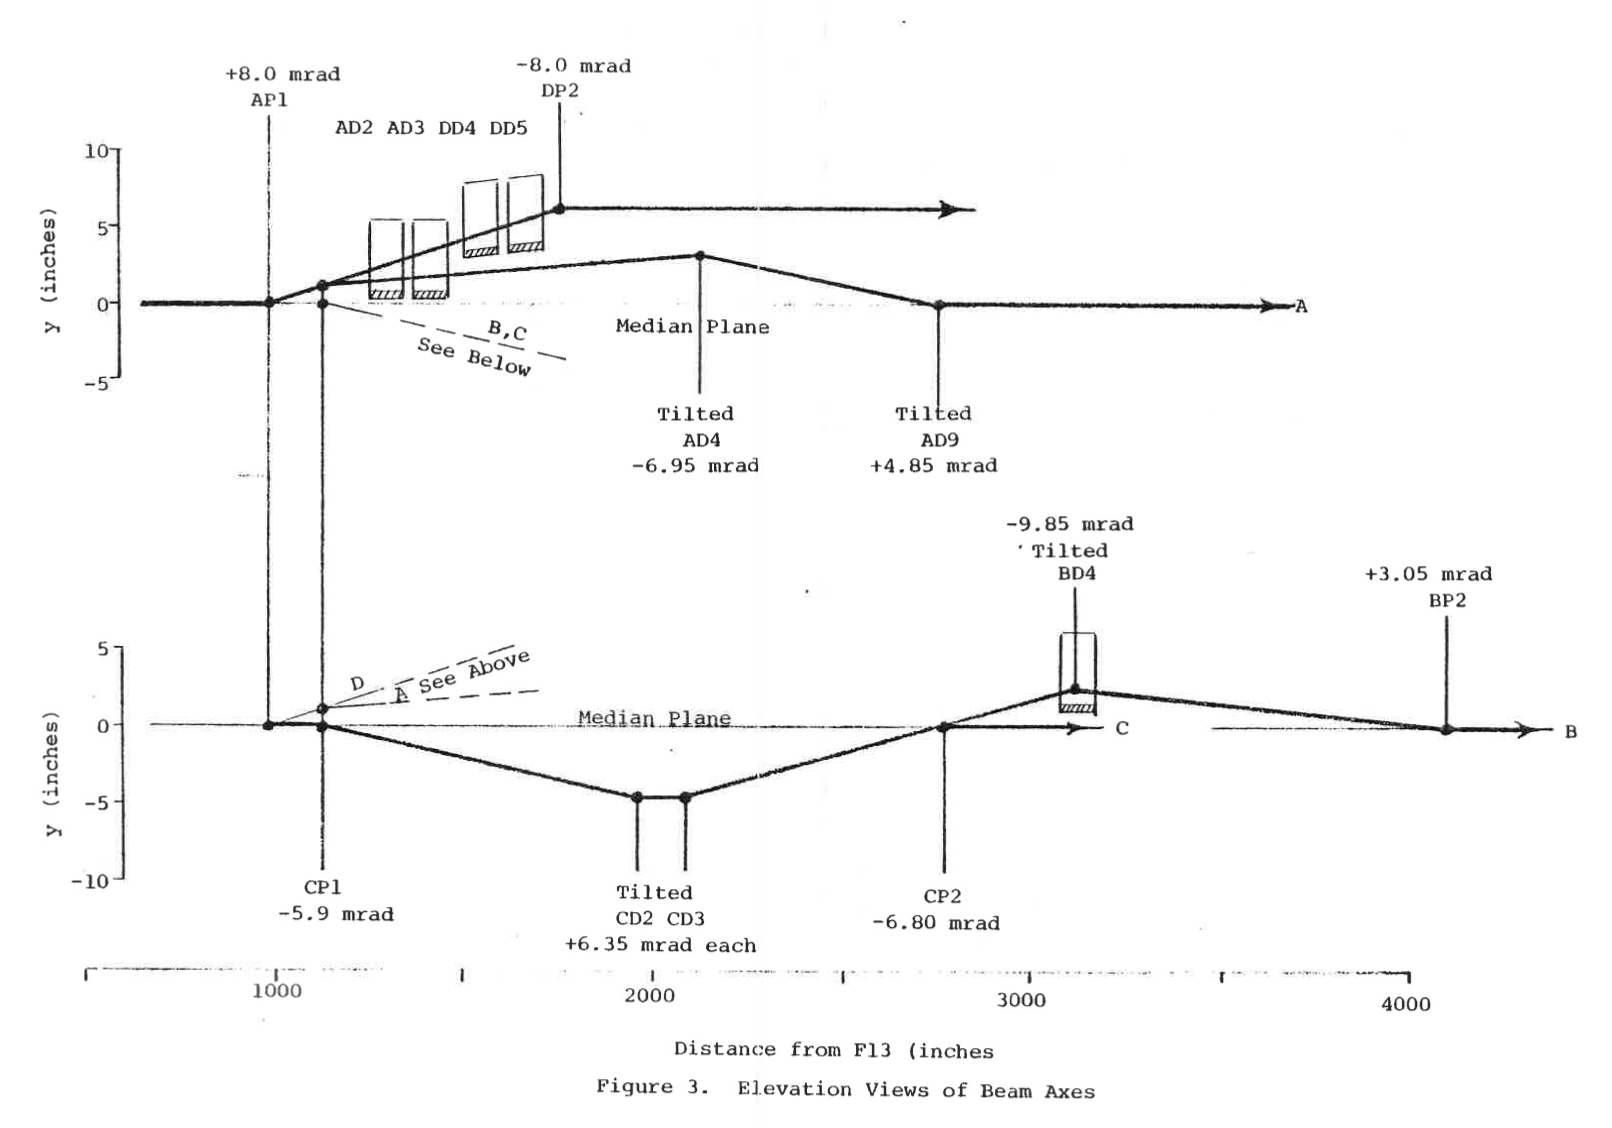 +8.0 mrad
AP1
-8.0 mrad
DP2
AD2 AD3 DD4 DD5
10
5
0
-5
y (inches)
B,C
See Below
Median Plane
A
Tilted
AD4
-6.95 mrad
Tilted
AD9
+4.85 mrad
-9.85 mrad
Tilted
BD4
+3.05 mrad
BP2
5
0
-5
-10
y (inches)
D
A See Above
Median Plane
C
B
CP1
-5.9 mrad
Tilted
CD2 CD3
+6.35 mrad each
CP2
-6.80 mrad
1000
2000
3000
4000
Distance from F13 (inches
Figure 3. Elevation Views of Beam Axes